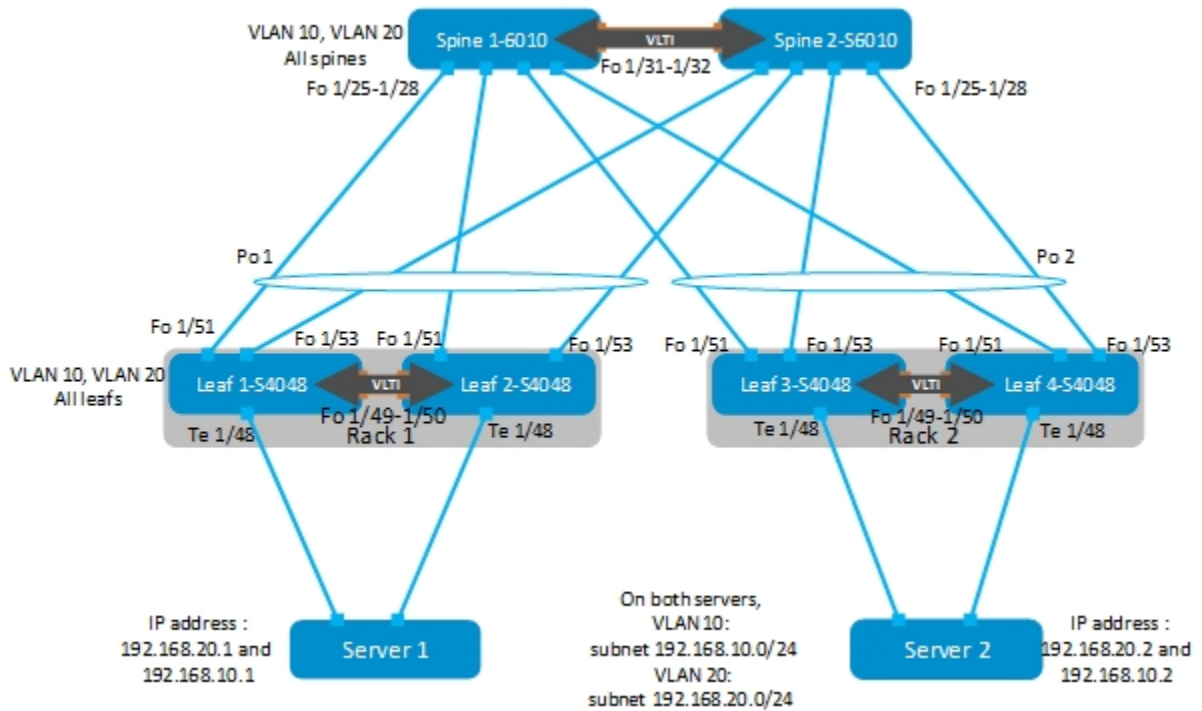 VLAN 10, VLAN 20
All spines
Spine 1-6010
VLTI
Spine 2-S6010
Fo 1/31-1/32
Fo 1/25-1/28
Fo 1/25-1/28
Po 1
Po 2
Fo 1/51
Fo 1/53
Fo 1/51
Fo 1/53
Fo 1/51
Fo 1/53
Fo 1/51
Fo 1/53
VLAN 10, VLAN 20
All leafs
Leaf 1-S4048
VLTI
Leaf 2-S4048
Leaf 3-S4048
VLTI
Leaf 4-S4048
Fo 1/49-1/50
Fo 1/49-1/50
Te 1/48
Rack 1
Te 1/48
Te 1/48
Rack 2
Te 1/48
IP address :
192.168.20.1 and
192.168.10.1
Server 1
On both servers,
VLAN 10:
subnet 192.168.10.0/24
VLAN 20:
subnet 192.168.20.0/24
Server 2
IP address :
192.168.20.2 and
192.168.10.2